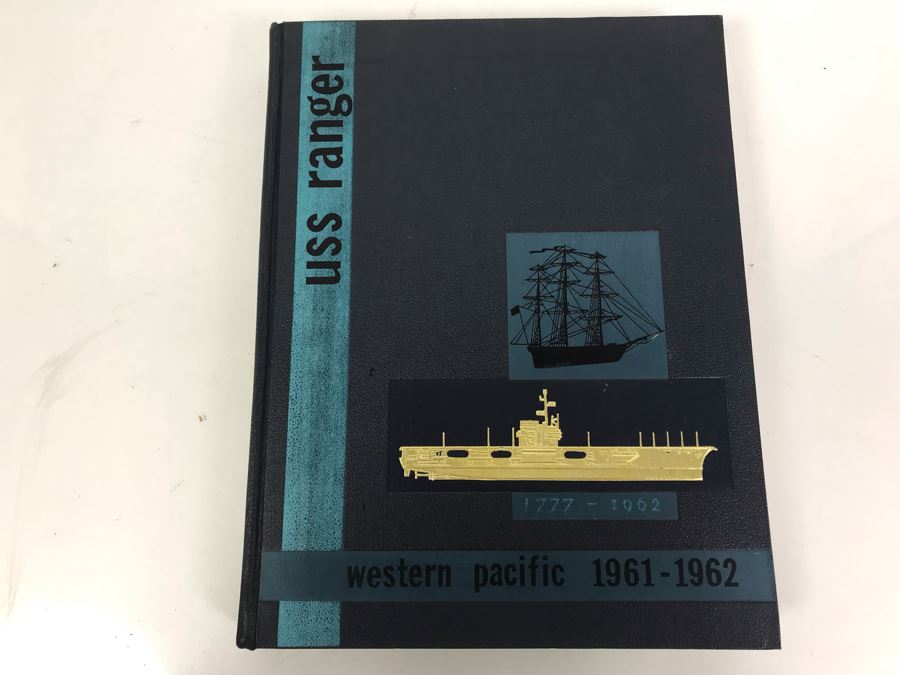 uss ranger
1777 - 1962
western pacific 1961-1962